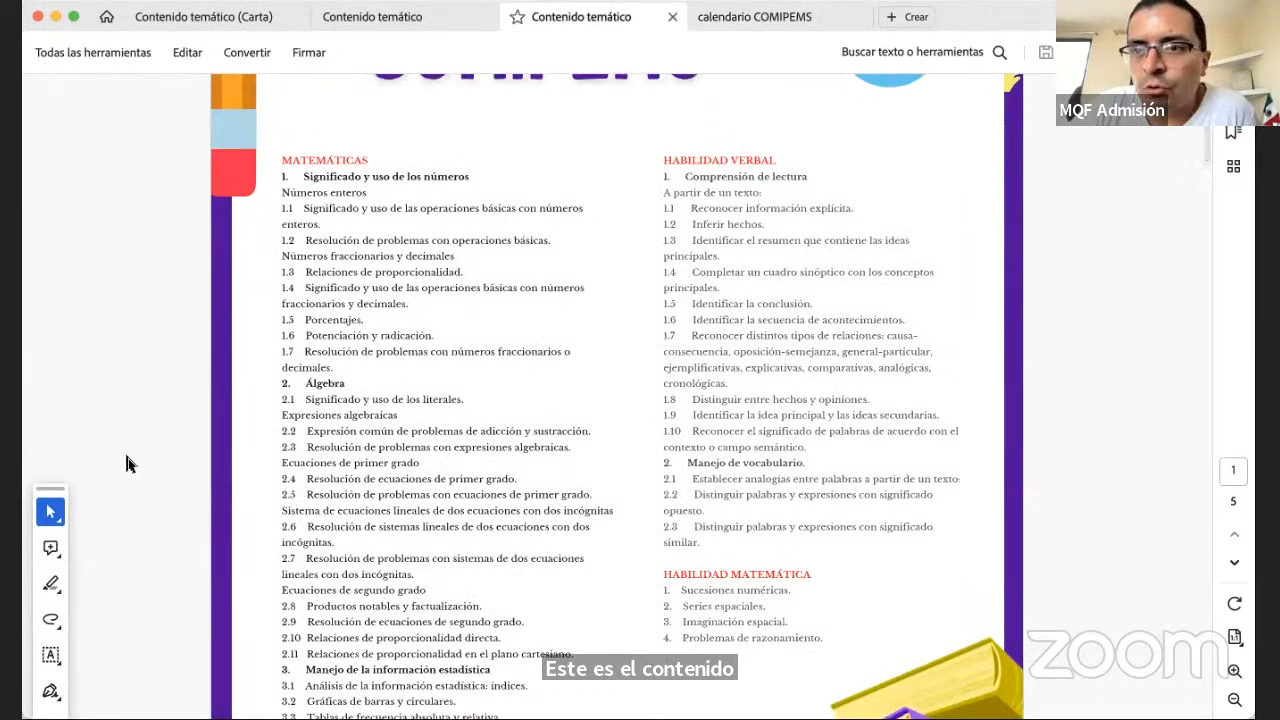 Contenido temático (Carta)
Contenido temático
Contenido temático
calendario COMIPEMS
Crear
Todas las herramientas
Editar
Convertir
Firmar
Buscar texto o herramientas
MQF Admisión
MATEMÁTICAS
1. Significado y uso de los números
Números enteros
1.1 Significado y uso de las operaciones básicas con números
enteros.
1.2 Resolución de problemas con operaciones básicas.
Números fraccionarios y decimales
1.3 Relaciones de proporcionalidad.
1.4 Significado y uso de las operaciones básicas con números
fraccionarios y decimales.
1.5 Porcentajes.
1.6 Potenciación y radicación.
1.7 Resolución de problemas con números fraccionarios o
decimales.
2. Álgebra
2.1 Significado y uso de los literales.
Expresiones algebraicas
2.2 Expresión común de problemas de adicción y sustracción.
2.3 Resolución de problemas con expresiones algebraicas.
Ecuaciones de primer grado
2.4 Resolución de ecuaciones de primer grado.
2.5 Resolución de problemas con ecuaciones de primer grado.
Sistema de ecuaciones lineales de dos ecuaciones con dos incógnitas
2.6 Resolución de sistemas lineales de dos ecuaciones con dos
incógnitas.
2.7 Resolución de problemas con sistemas de dos ecuaciones
lineales con dos incógnitas.
Ecuaciones de segundo grado
2.8 Productos notables y factualización.
2.9 Resolución de ecuaciones de segundo grado.
2.10 Relaciones de proporcionalidad directa.
2.11 Relaciones de proporcionalidad en el plano cartesiano.
3. Manejo de la información estadística
3.1 Análisis de la información estadística: índices.
3.2 Gráficas de barras y circulares.
3.3 Tablas de frecuencia absoluta y relativa
HABILIDAD VERBAL
1. Comprensión de lectura
A partir de un texto:
1.1 Reconocer información explícita.
1.2 Inferir hechos.
1.3 Identificar el resumen que contiene las ideas
principales.
1.4 Completar un cuadro sinóptico con los conceptos
principales.
1.5 Identificar la conclusión.
1.6 Identificar la secuencia de acontecimientos.
1.7 Reconocer distintos tipos de relaciones: causa-
consecuencia, oposición-semejanza, general-particular,
ejemplificativas, explicativas, comparativas, analógicas,
cronológicas.
1.8 Distinguir entre hechos y opiniones.
1.9 Identificar la idea principal y las ideas secundarias.
1.10 Reconocer el significado de palabras de acuerdo con el
contexto o campo semántico.
2. Manejo de vocabulario.
2.1 Establecer analogías entre palabras a partir de un texto:
2.2 Distinguir palabras y expresiones con significado
opuesto.
2.3 Distinguir palabras y expresiones con significado
similar.
HABILIDAD MATEMÁTICA
1. Sucesiones numéricas.
2. Series espaciales.
3. Imaginación espacial.
4. Problemas de razonamiento.
1
5
Este es el contenido
zoom